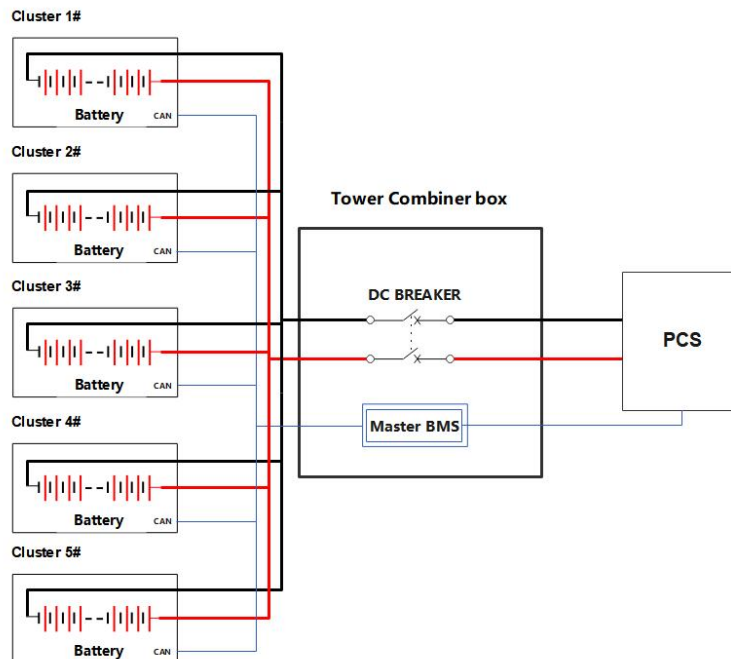 Cluster 1#
Battery
CAN
Cluster 2#
Battery
CAN
Cluster 3#
Battery
CAN
Cluster 4#
Battery
CAN
Cluster 5#
Battery
CAN
Tower Combiner box
DC BREAKER
Master BMS
PCS